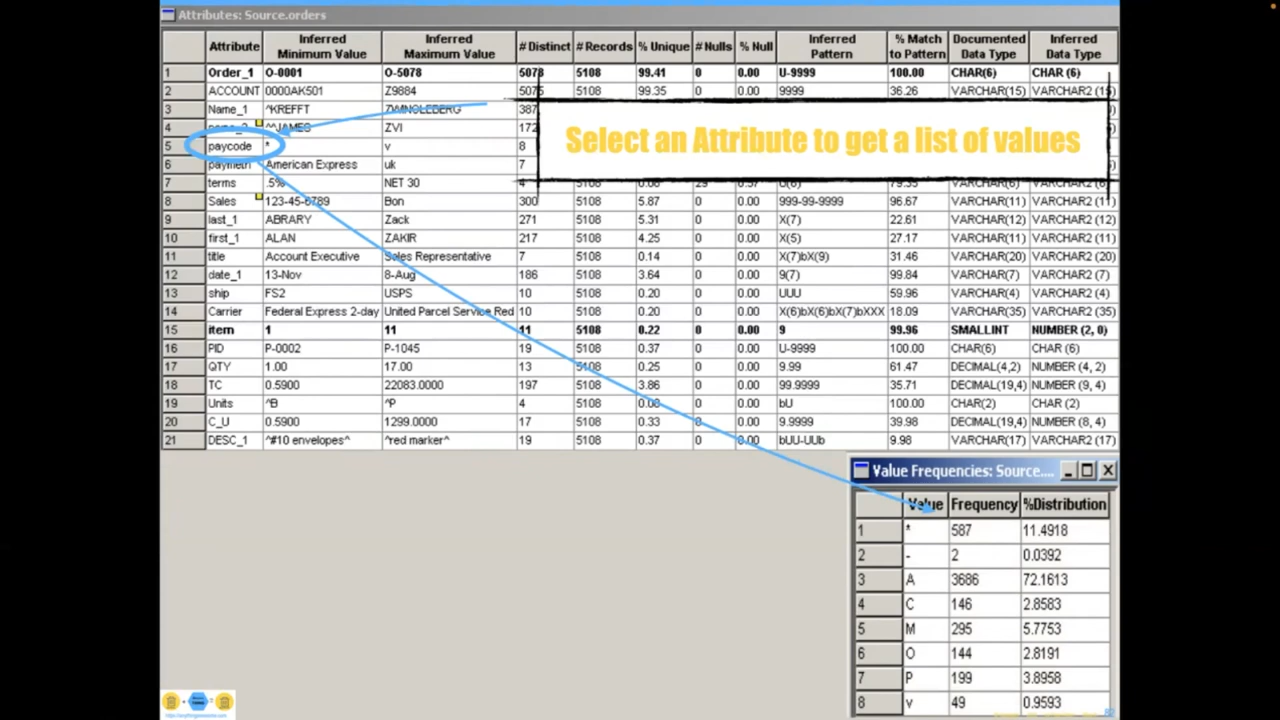 Attributes: Source.orders
Attribute Inferred Minimum Value Inferred Maximum Value # Distinct # Records % Unique # Nulls % Null Inferred Pattern % Match to Pattern Documented Data Type Inferred Data Type
1 Order_1 O-0001 O-5078 5078 5108 99.41 0 0.00 U-9999 100.00 CHAR(6) CHAR (6)
2 ACCOUNT 0000AK501 Z9884 5075 5108 99.35 0 0.00 9999 36.26 VARCHAR(15) VARCHAR2 (15)
3 Name_1 ^KREFFT ZWINGLEBERG 387
Select an Attribute to get a list of values
4 ^^JAMES ZVI 172
5 paycode * v 8
6 paymeth American Express uk 7
7 terms .5% NET 30 4 5108 0.08 29 0.57 U(6) 79.35 VARCHAR(6)
8 Sales 123-45-6789 Bon 300 5108 5.87 0 0.00 999-99-9999 96.67 VARCHAR(11) VARCHAR2 (11)
9 last_1 ABRARY Zack 271 5108 5.31 0 0.00 X(7) 22.61 VARCHAR(12) VARCHAR2 (12)
10 first_1 ALAN ZAKIR 217 5108 4.25 0 0.00 X(5) 27.17 VARCHAR(11) VARCHAR2 (11)
11 title Account Executive Sales Representative 7 5108 0.14 0 0.00 X(7)bX(9) 31.46 VARCHAR(20) VARCHAR2 (20)
12 date_1 13-Nov 8-Aug 186 5108 3.64 0 0.00 9(7) 99.84 VARCHAR(7) VARCHAR2 (7)
13 ship FS2 USPS 10 5108 0.20 0 0.00 UUU 59.96 VARCHAR(4) VARCHAR2 (4)
14 Carrier Federal Express 2-day United Parcel Service Red 10 5108 0.20 0 0.00 X(6)bX(6)bX(7)bXXX 18.09 VARCHAR(35) VARCHAR2 (35)
15 item 1 11 11 5108 0.22 0 0.00 9 99.96 SMALLINT NUMBER (2, 0)
16 PID P-0002 P-1045 19 5108 0.37 0 0.00 U-9999 100.00 CHAR(6) CHAR (6)
17 QTY 1.00 17.00 13 5108 0.25 0 0.00 9.99 61.47 DECIMAL(4,2) NUMBER (4, 2)
18 TC 0.5900 22083.0000 197 5108 3.86 0 0.00 99.9999 35.71 DECIMAL(19,4) NUMBER (9, 4)
19 Units ^B ^P 4 5108 0.08 0 0.00 bU 100.00 CHAR(2) CHAR (2)
20 C_U 0.5900 1299.0000 17 5108 0.33 0 0.00 9.9999 39.98 DECIMAL(19,4) NUMBER (8, 4)
21 DESC_1 ^#10 envelopes^ ^red marker^ 19 5108 0.37 0 0.00 bUU-UUb 9.98 VARCHAR(17) VARCHAR2 (17)
Value Frequencies: Source....
Value Frequency %Distribution
1 * 587 11.4918
2 - 2 0.0392
3 A 3686 72.1613
4 C 146 2.8583
5 M 295 5.7753
6 O 144 2.8191
7 P 199 3.8958
8 v 49 0.9593